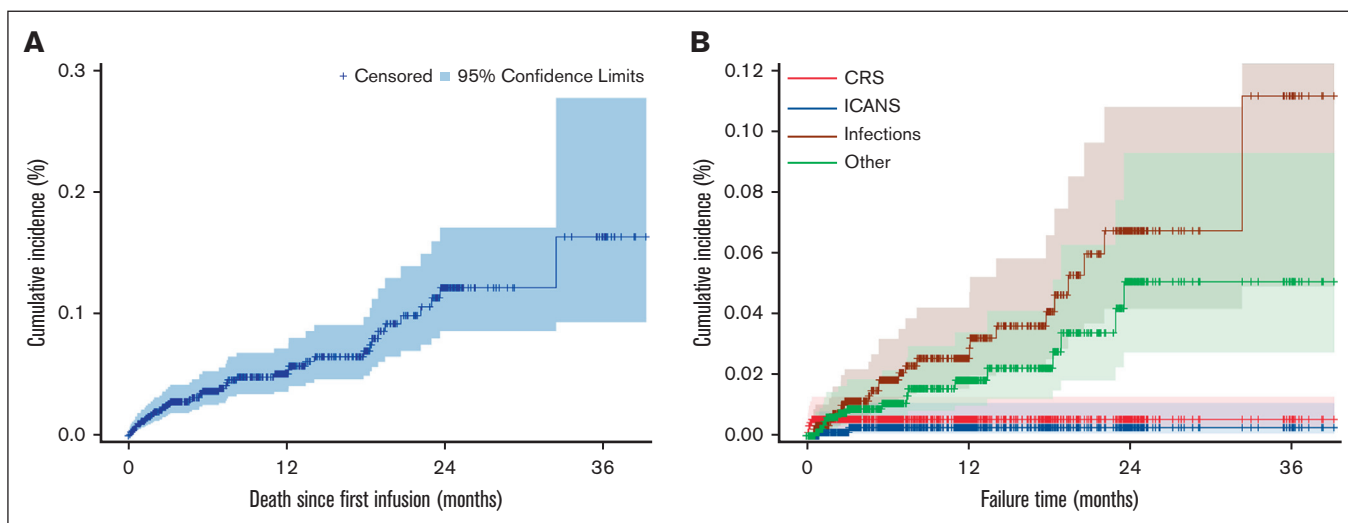 A
0.3
0.2
0.1
0.0
Cumulative incidence (%)
+ Censored 95% Confidence Limits
0 12 24 36
Death since first infusion (months)
B
0.12
0.10
0.08
0.06
0.04
0.02
0.00
Cumulative incidence (%)
CRS
ICANS
Infections
Other
0 12 24 36
Failure time (months)